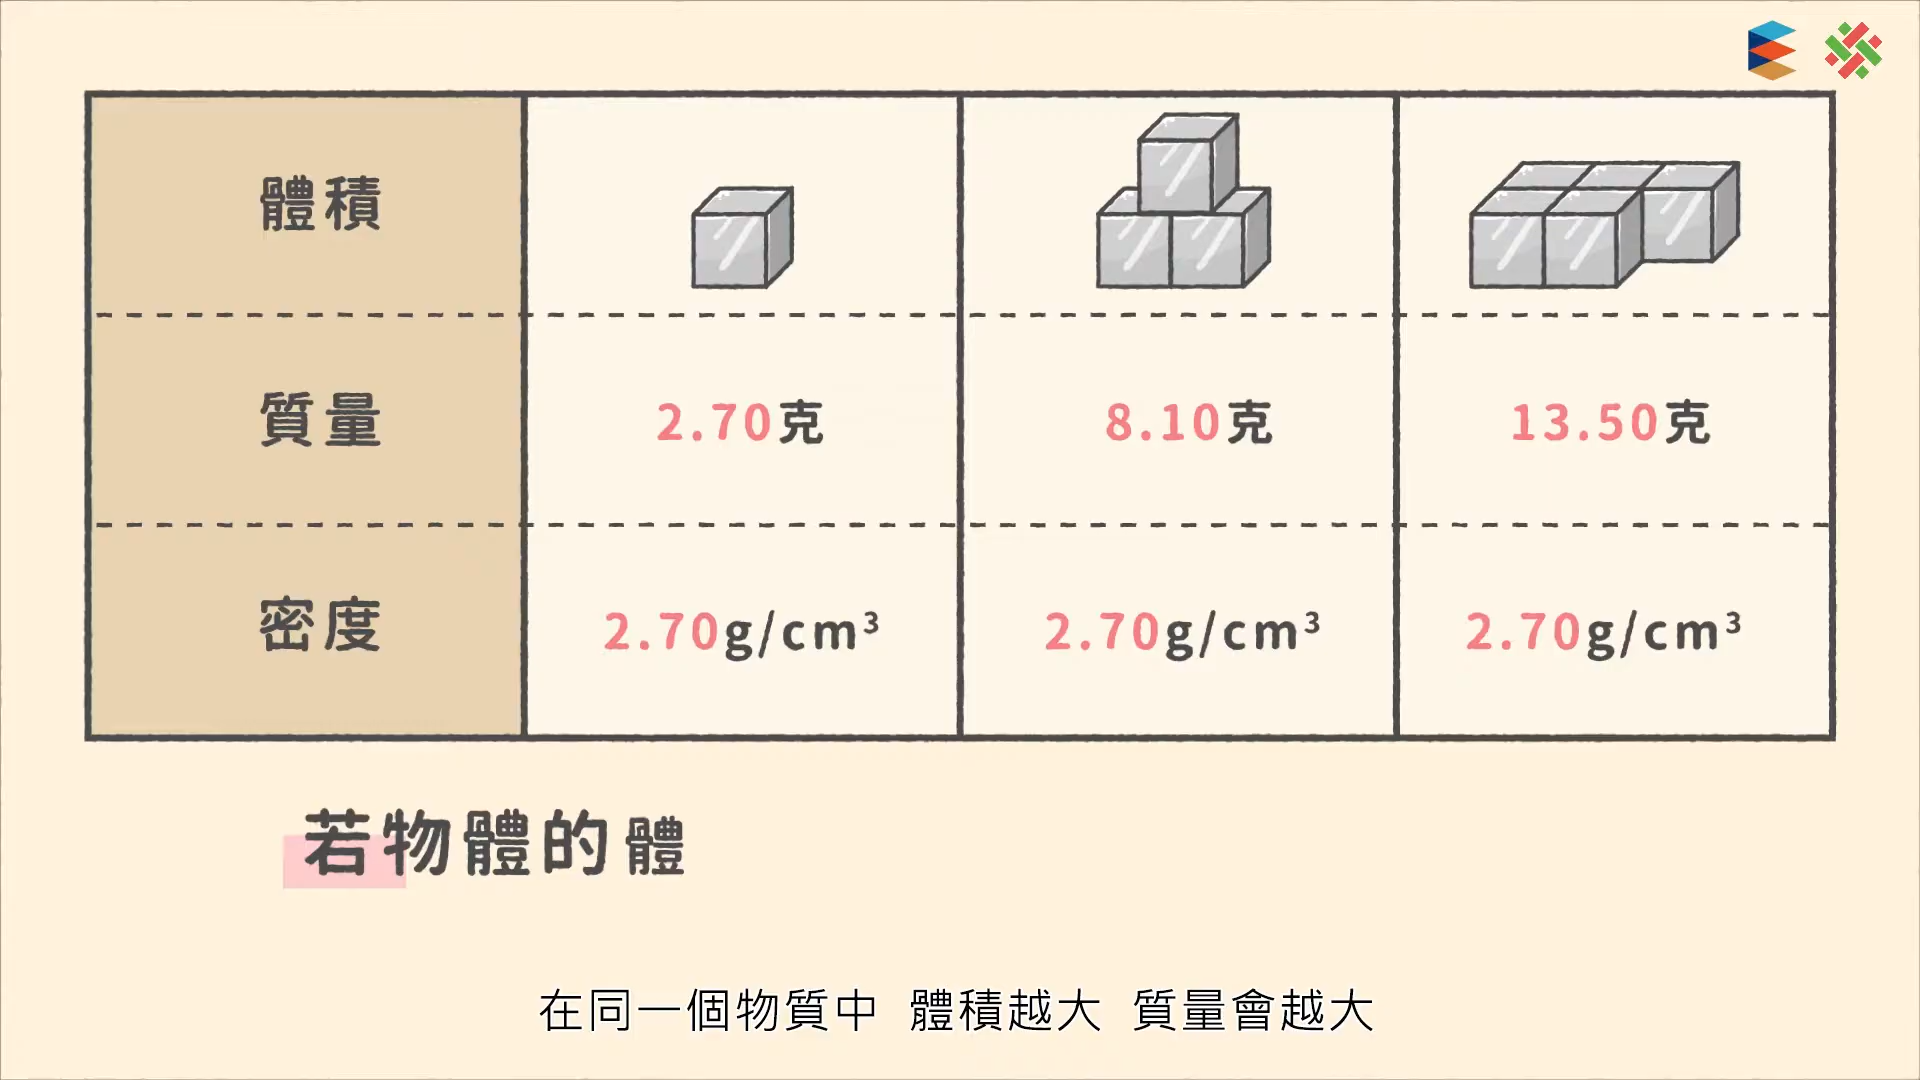 體積
質量 2.70克 8.10克 13.50克
密度 2.70g/cm³ 2.70g/cm³ 2.70g/cm³
若物體的體
在同一個物質中 體積越大 質量會越大